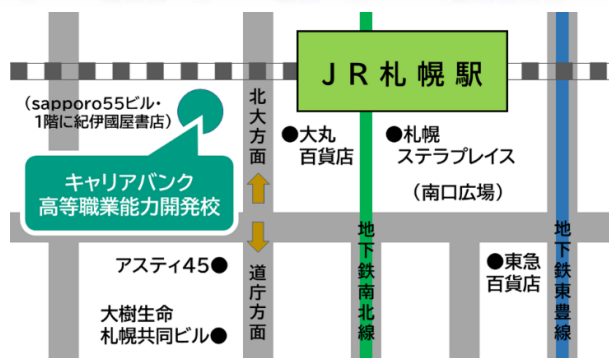 JR札幌駅
(sapporo55ビル・
1階に紀伊國屋書店)
北大方面
●大丸
百貨店
●札幌
ステラプレイス
(南口広場)
キャリアバンク
高等職業能力開発校
アスティ45●
道庁方面
地下鉄南北線
●東急
百貨店
地下鉄東豊線
大樹生命
札幌共同ビル●